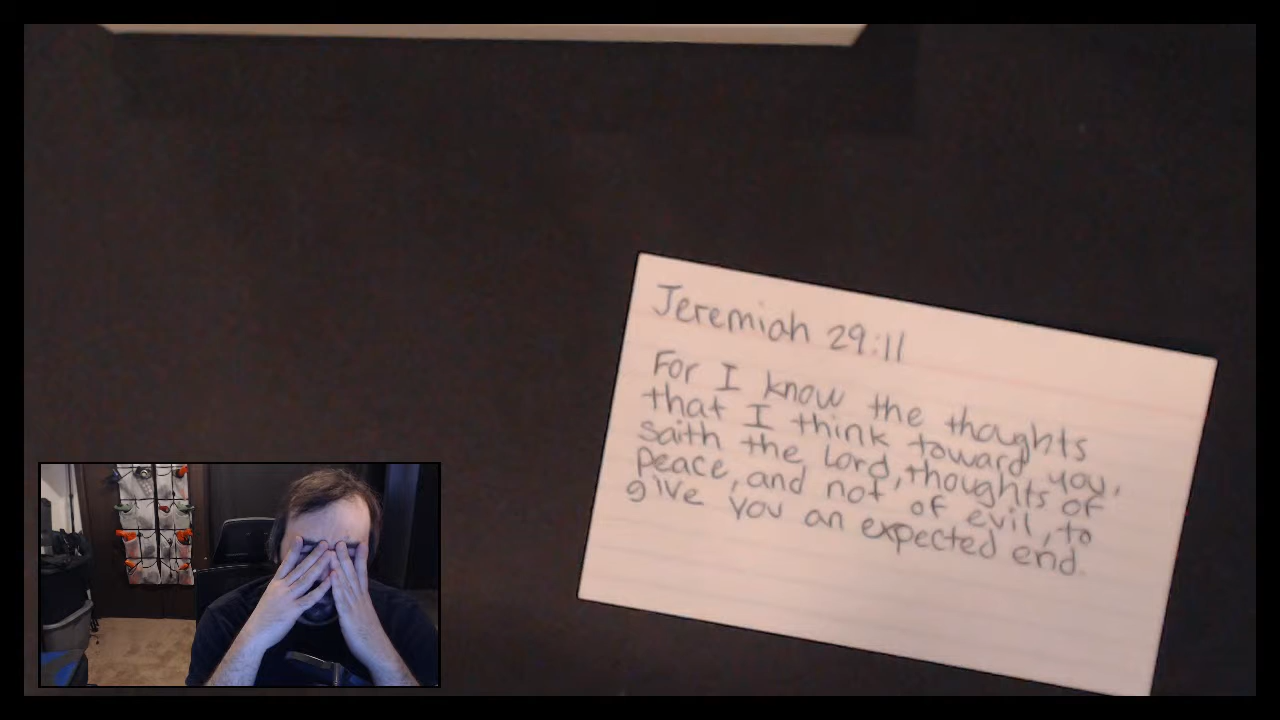 Jeremiah 29:11
For I know the thoughts
that I think toward you,
saith the Lord, thoughts of
peace, and not of evil, to
give you an expected end.